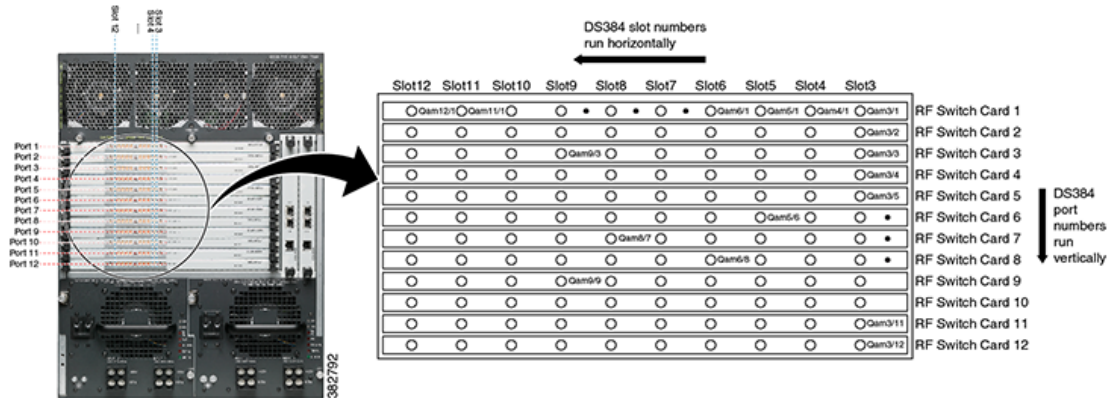 Slot 12
....
Slot 4
Slot 3
DS384 slot numbers
run horizontally
Slot12 Slot11 Slot10 Slot9 Slot8 Slot7 Slot6 Slot5 Slot4 Slot3
Qam12/1 Qam11/1 Qam6/1 Qam5/1 Qam4/1 Qam3/1 RF Switch Card 1
Qam3/2 RF Switch Card 2
Qam9/3 Qam3/3 RF Switch Card 3
Qam3/4 RF Switch Card 4
Qam3/5 RF Switch Card 5
Qam5/6 RF Switch Card 6
Qam8/7 RF Switch Card 7
Qam6/8 RF Switch Card 8
Qam9/9 RF Switch Card 9
RF Switch Card 10
Qam3/11 RF Switch Card 11
Qam3/12 RF Switch Card 12
DS384
port
numbers
run
vertically
Port 1
Port 2
Port 3
Port 4
Port 5
Port 6
Port 7
Port 8
Port 9
Port 10
Port 11
Port 12
382792